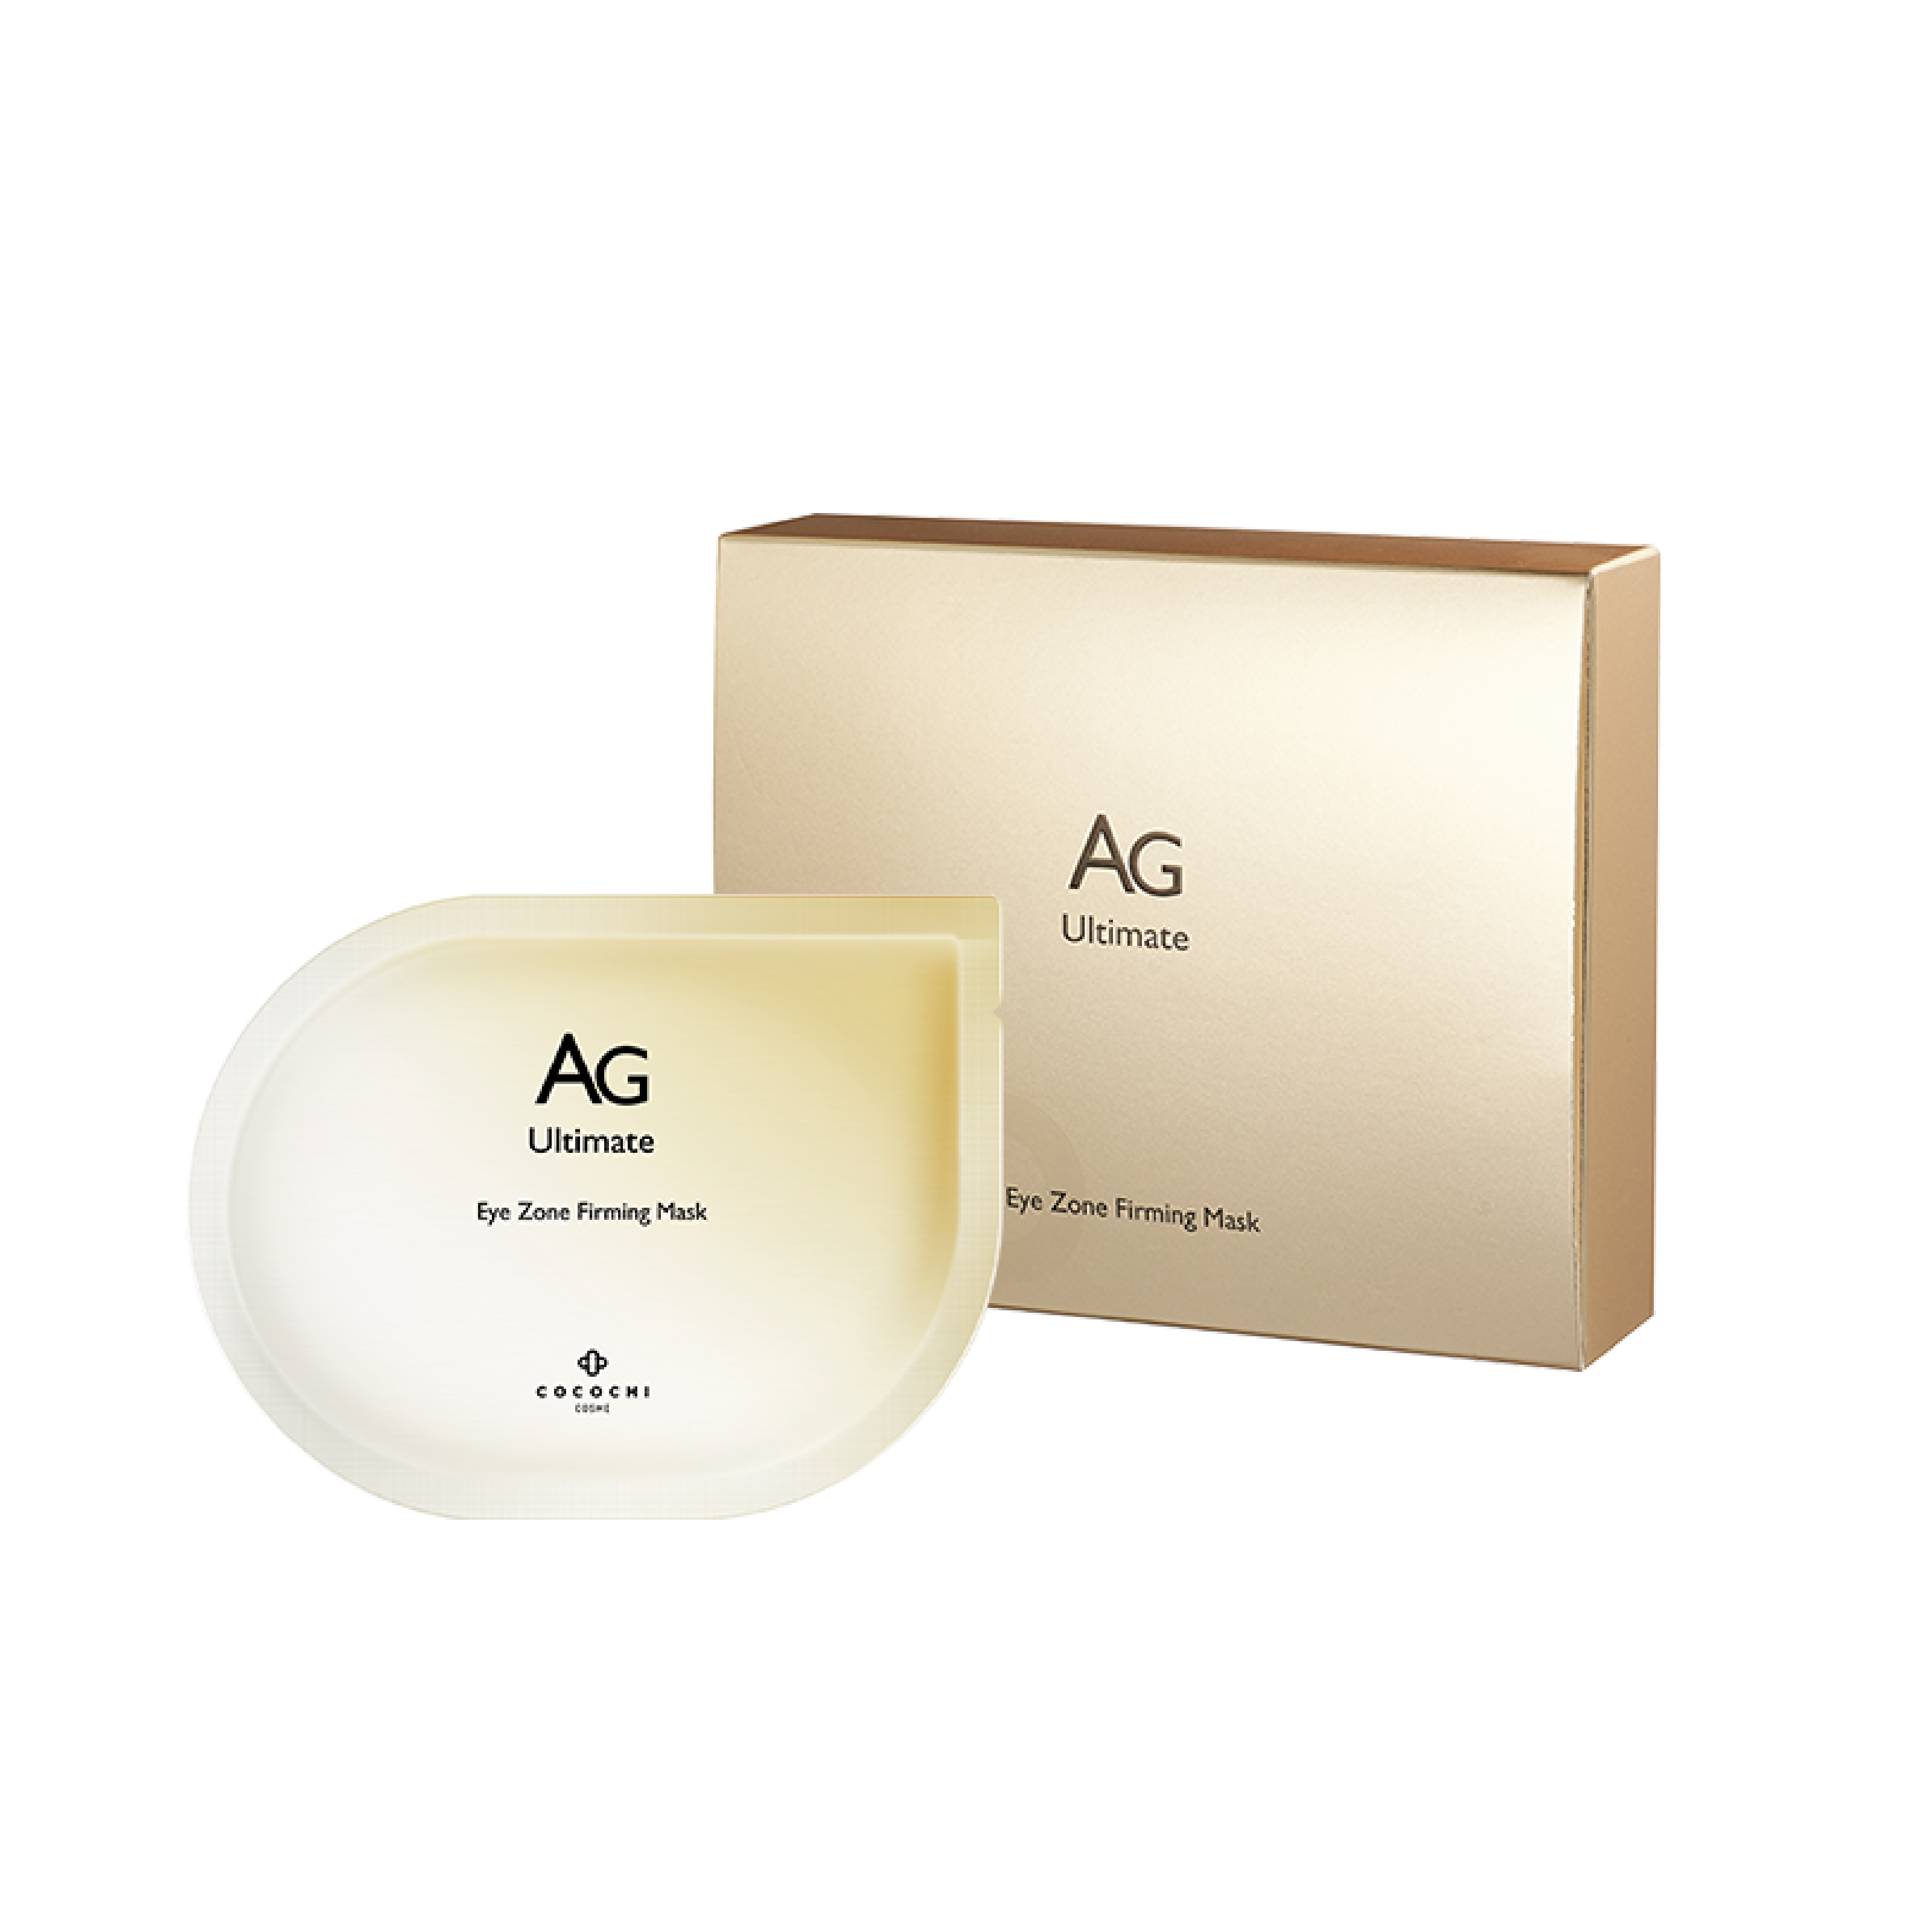 AG
Ultimate
Eye Zone Firming Mask
AG
Ultimate
Eye Zone Firming Mask
COCOCHI
COSME